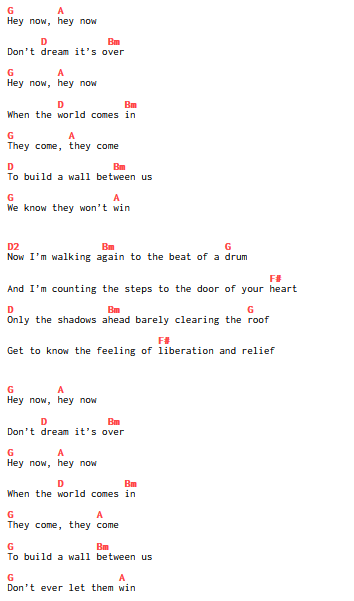 G A
Hey now, hey now
D Bm
Don't dream it's over
G A
Hey now, hey now
D Bm
When the world comes in
G A
They come, they come
D Bm
To build a wall between us
G A
We know they won't win
D2 Bm G
Now I'm walking again to the beat of a drum
F#
And I'm counting the steps to the door of your heart
D Bm G
Only the shadows ahead barely clearing the roof
F#
Get to know the feeling of liberation and relief
G A
Hey now, hey now
D Bm
Don't dream it's over
G A
Hey now, hey now
D Bm
When the world comes in
G A
They come, they come
G Bm
To build a wall between us
G A
Don't ever let them win